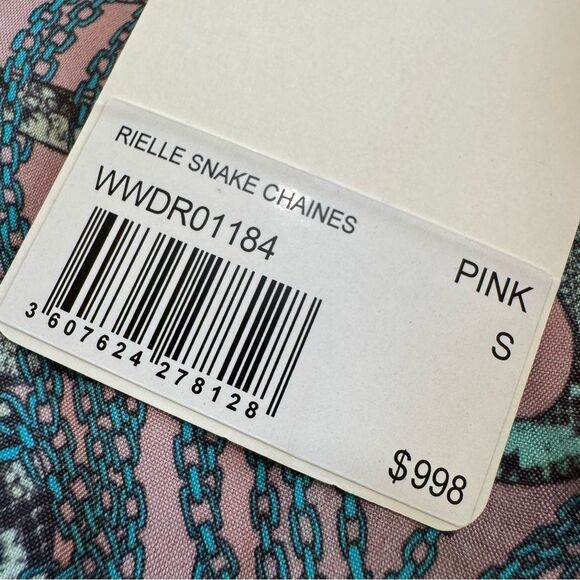 RIELLE SNAKE CHAINES
WWDR01184
PINK
3 607624 278128
S
$998